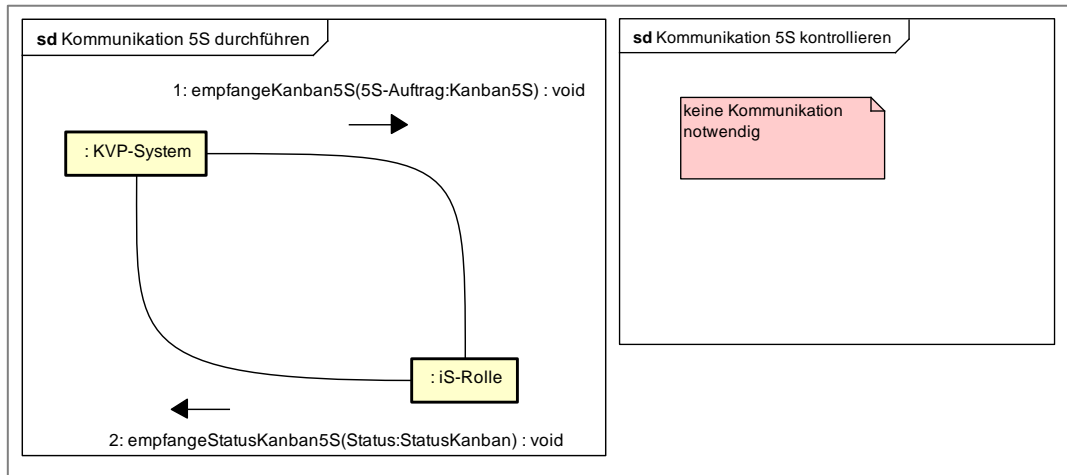 sd Kommunikation 5S durchführen
1: empfangeKanban5S(5S-Auftrag:Kanban5S) : void
: KVP-System
: iS-Rolle
2: empfangeStatusKanban5S(Status:StatusKanban) : void
sd Kommunikation 5S kontrollieren
keine Kommunikation
notwendig